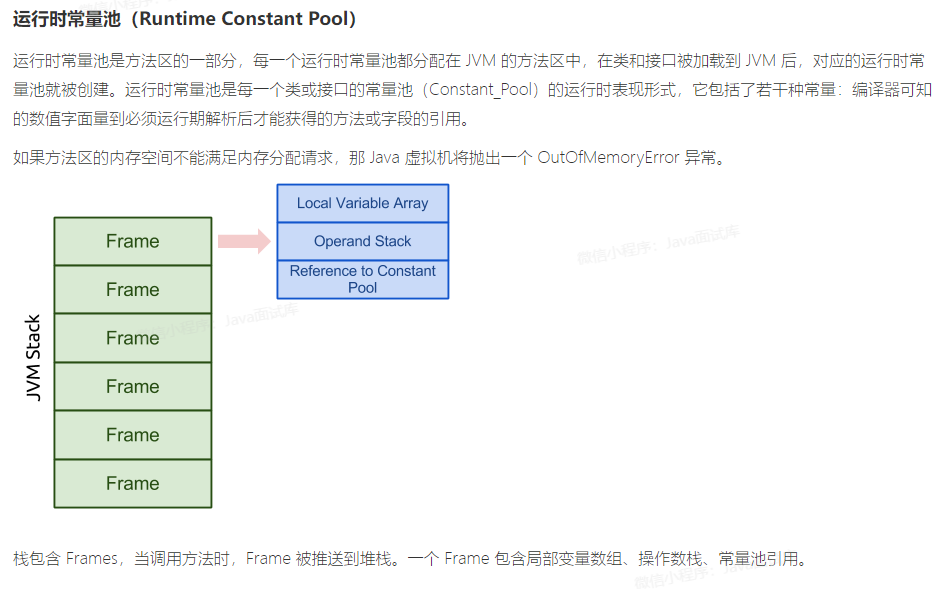 运行时常量池（Runtime Constant Pool）
运行时常量池是方法区的一部分，每一个运行时常量池都分配在 JVM 的方法区中，在类和接口被加载到 JVM 后，对应的运行时常
量池就被创建。运行时常量池是每一个类或接口的常量池（Constant_Pool）的运行时表现形式，它包括了若干种常量：编译器可知
的数值字面量到必须运行期解析后才能获得的方法或字段的引用。
如果方法区的内存空间不能满足内存分配请求，那 Java 虚拟机将抛出一个 OutOfMemoryError 异常。
JVM Stack
Frame
Frame
Frame
Frame
Frame
Frame
Local Variable Array
Operand Stack
Reference to Constant
Pool
微信小程序：Java面试库
微信小程序：Java面试库
栈包含 Frames，当调用方法时，Frame 被推送到堆栈。一个 Frame 包含局部变量数组、操作数栈、常量池引用。
微信小程序：